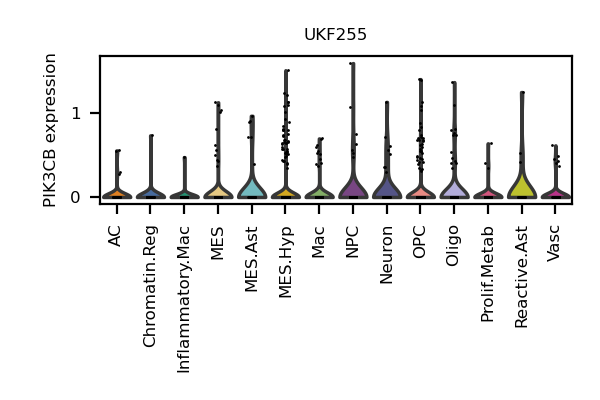 UKF255
PIK3CB expression
1
0
AC
Chromatin.Reg
Inflammatory.Mac
MES
MES.Ast
MES.Hyp
Mac
NPC
Neuron
OPC
Oligo
Prolif.Metab
Reactive.Ast
Vasc